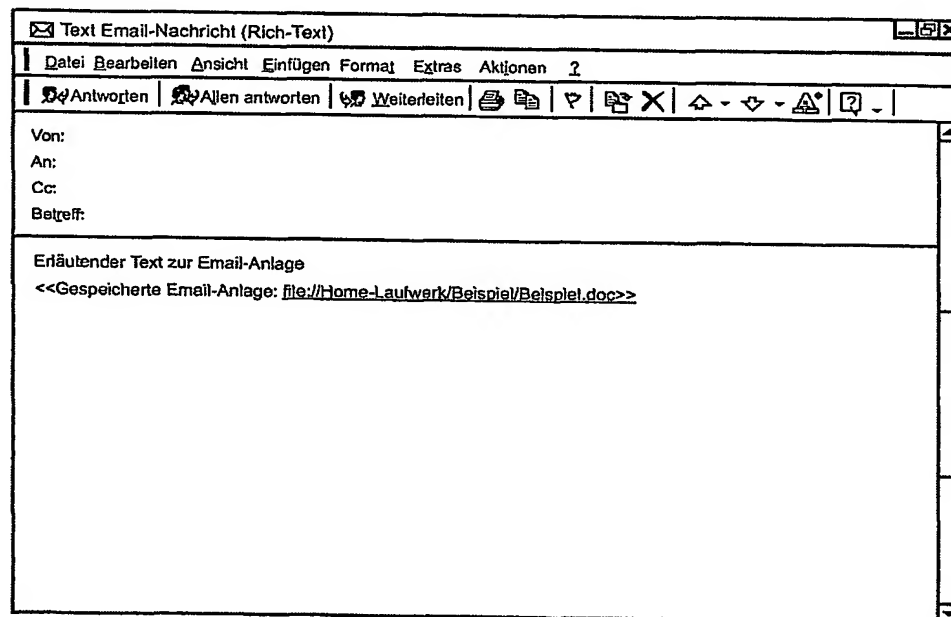 Text Email-Nachricht (Rich-Text)
Datei Bearbeiten Ansicht Einfügen Format Extras Aktionen ?
Antworten Allen antworten Weiterleiten
Von:
An:
Cc:
Betreff:
Erläutender Text zur Email-Anlage
<<Gespeicherte Email-Anlage: file://Home-Laufwerk/Beispiel/Beispiel.doc>>